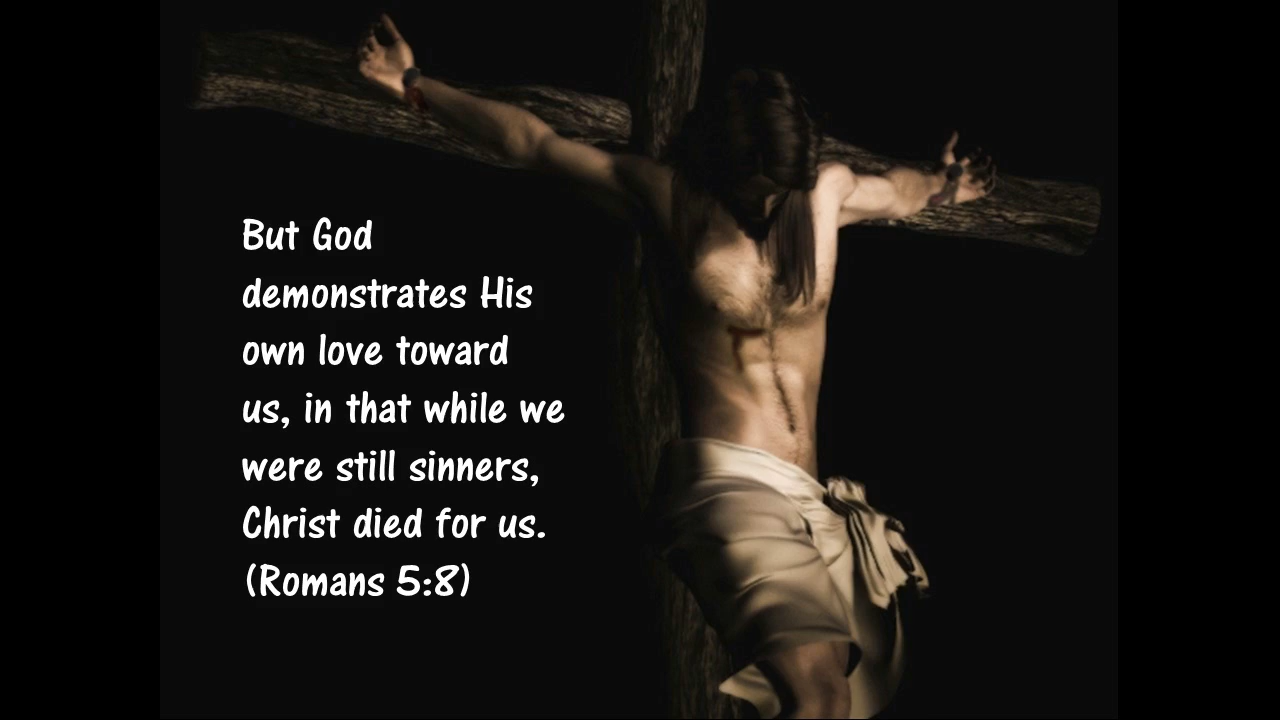 But God
demonstrates His
own love toward
us, in that while we
were still sinners,
Christ died for us.
(Romans 5:8)